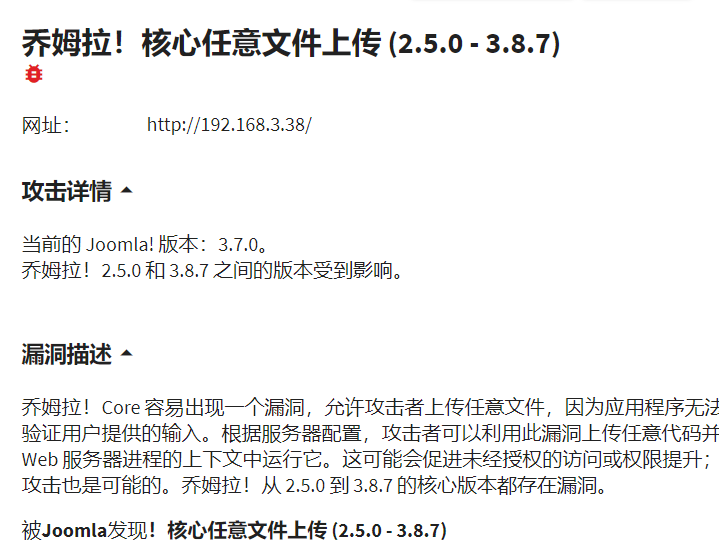 乔姆拉！核心任意文件上传 (2.5.0 - 3.8.7)
网址： http://192.168.3.38/
攻击详情
当前的 Joomla! 版本：3.7.0。
乔姆拉！2.5.0 和 3.8.7 之间的版本受到影响。
漏洞描述
乔姆拉！Core 容易出现一个漏洞，允许攻击者上传任意文件，因为应用程序无法
验证用户提供的输入。根据服务器配置，攻击者可以利用此漏洞上传任意代码并
Web 服务器进程的上下文中运行它。这可能会促进未经授权的访问或权限提升；
攻击也是可能的。乔姆拉！从 2.5.0 到 3.8.7 的核心版本都存在漏洞。
被Joomla发现！核心任意文件上传 (2.5.0 - 3.8.7)